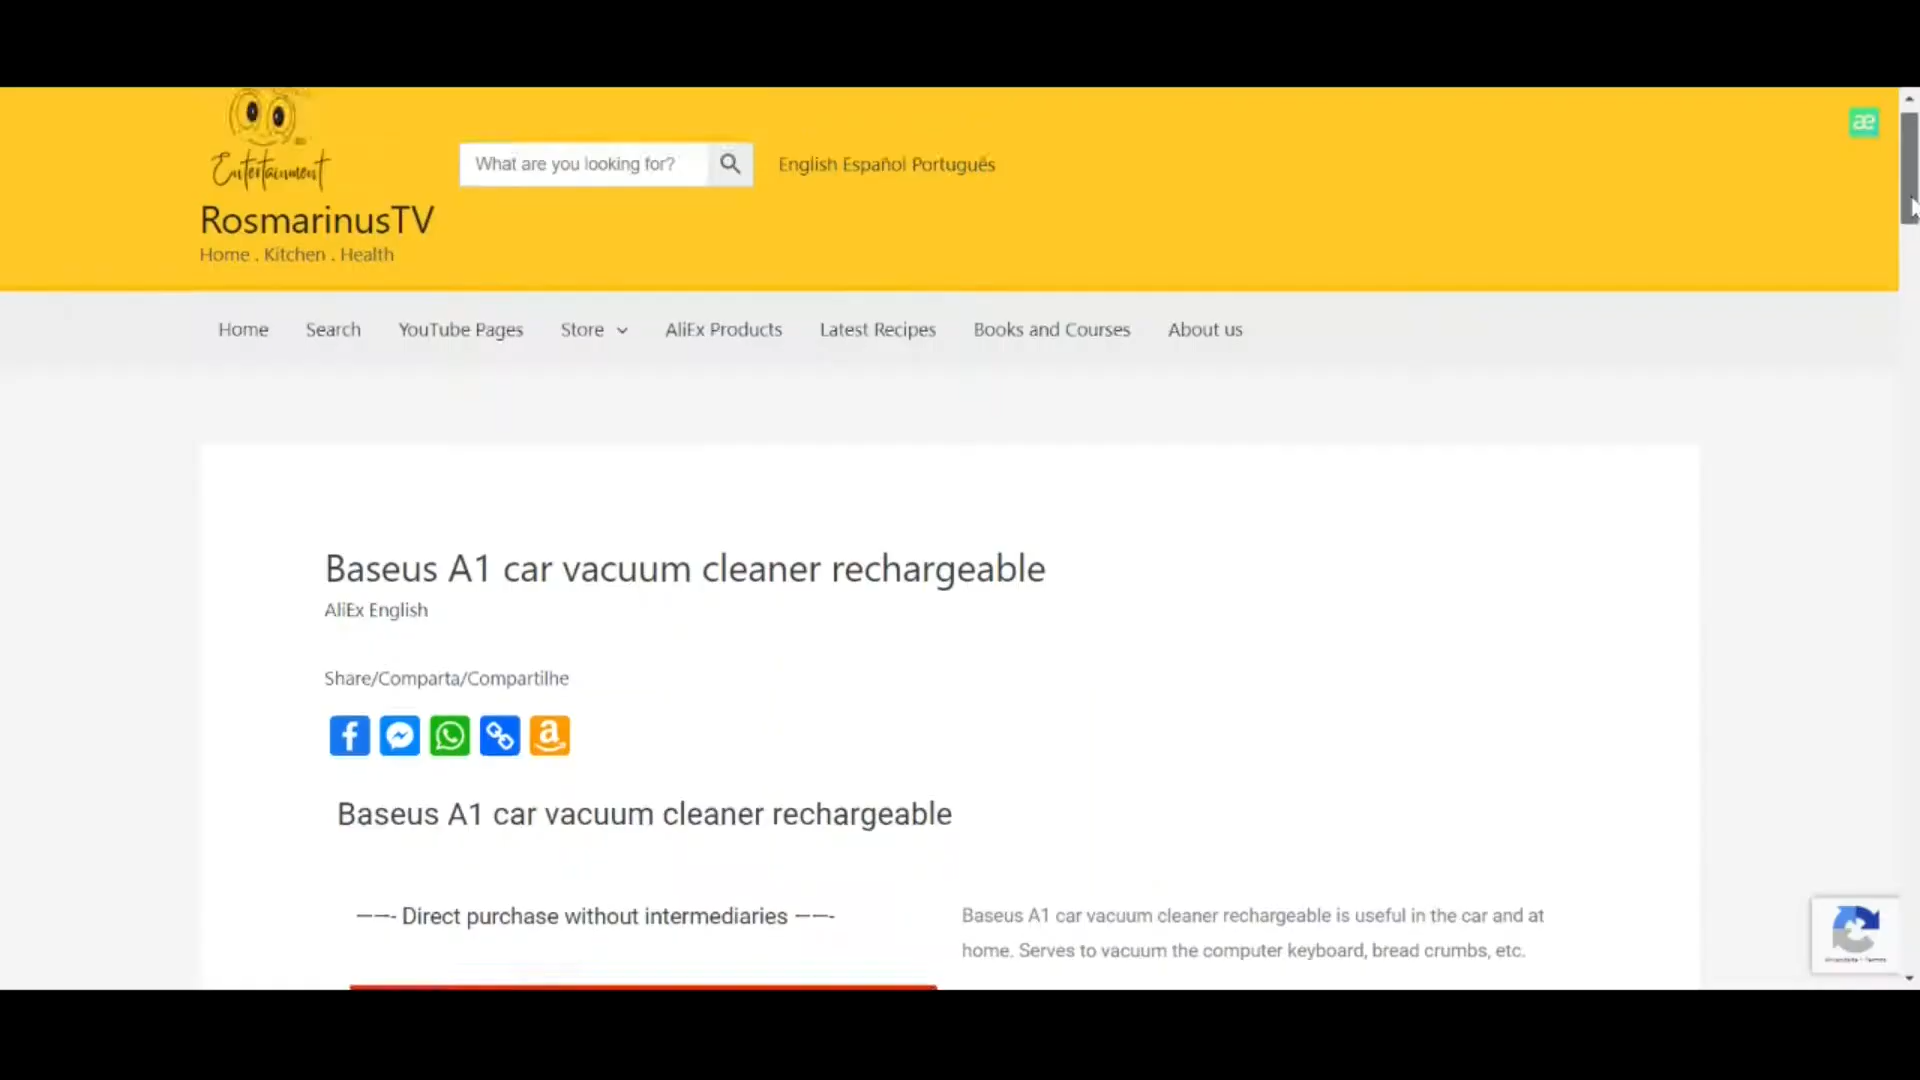 Entertainment
What are you looking for?
English Español Português
æ
RosmarinusTV
Home . Kitchen . Health
Home
Search
YouTube Pages
Store
AliEx Products
Latest Recipes
Books and Courses
About us
Baseus A1 car vacuum cleaner rechargeable
AliEx English
Share/Comparta/Compartilhe
Baseus A1 car vacuum cleaner rechargeable
——- Direct purchase without intermediaries ——-
Baseus A1 car vacuum cleaner rechargeable is useful in the car and at
home. Serves to vacuum the computer keyboard, bread crumbs, etc.